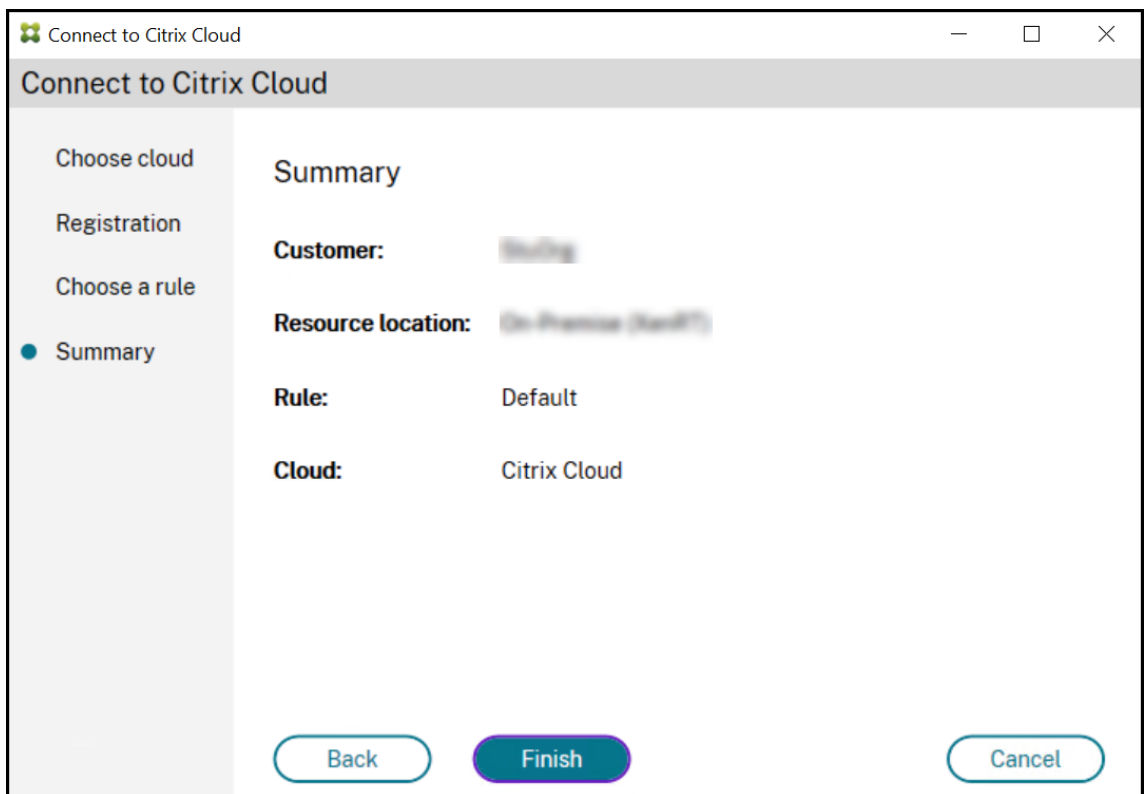 Connect to Citrix Cloud
Connect to Citrix Cloud
Choose cloud
Registration
Choose a rule
Summary
Summary
Customer:
Resource location:
Rule: Default
Cloud: Citrix Cloud
Back Finish Cancel